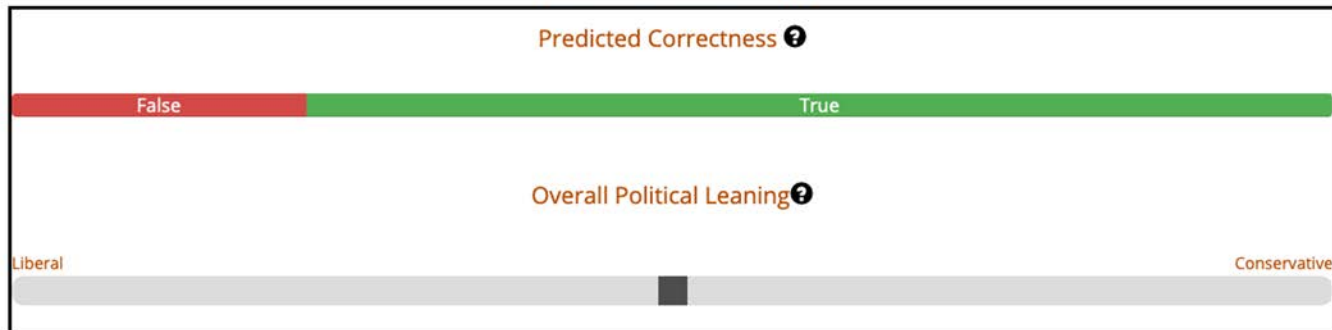 Predicted Correctness ?
False True
Overall Political Leaning?
Liberal Conservative